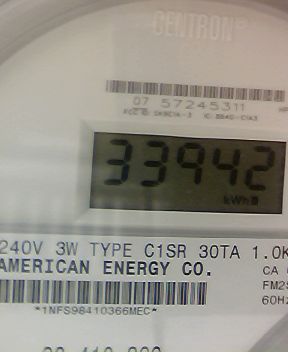 CENTRON
07 57245311
33942
kWh
240V 3W TYPE C1SR 30TA 1.0K
AMERICAN ENERGY CO.
CA
FM2S
60Hz
*1NFS98410366MEC*